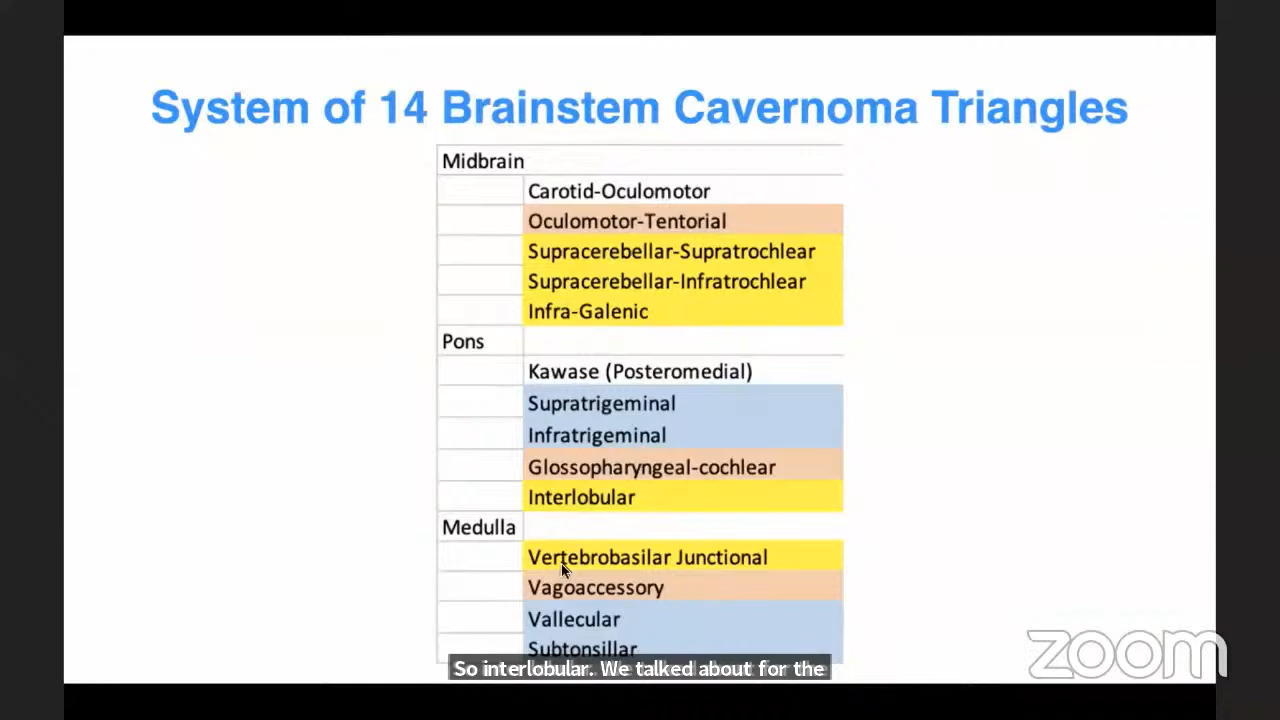 System of 14 Brainstem Cavernoma Triangles
Midbrain
Carotid-Oculomotor
Oculomotor-Tentorial
Supracerebellar-Supratrochlear
Supracerebellar-Infratrochlear
Infra-Galenic
Pons
Kawase (Posteromedial)
Supratrigeminal
Infratrigeminal
Glossopharyngeal-cochlear
Interlobular
Medulla
Vertebrobasilar Junctional
Vagoaccessory
Vallecular
Subtonsillar
So interlobular. We talked about for the
zoom